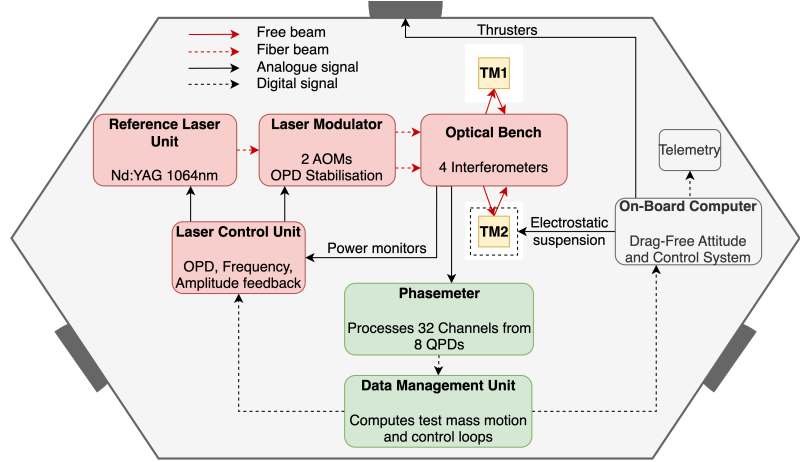 Thrusters
Free beam
Fiber beam
Analogue signal
Digital signal
TM1
Reference Laser
Unit
Nd:YAG 1064nm
Laser Modulator
2 AOMs
OPD Stabilisation
Optical Bench
4 Interferometers
Telemetry
TM2
Electrostatic
suspension
On-Board Computer
Drag-Free Attitude
and Control System
Laser Control Unit
OPD, Frequency,
Amplitude feedback
Power monitors
Phasemeter
Processes 32 Channels from
8 QPDs
Data Management Unit
Computes test mass motion
and control loops